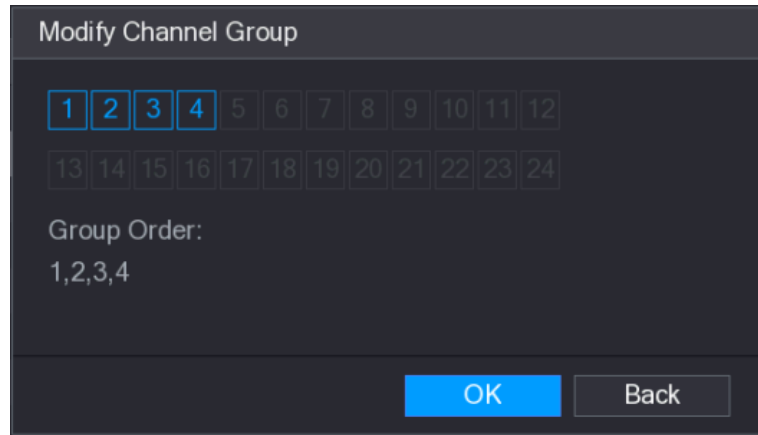 Modify Channel Group
1 2 3 4 5 6 7 8 9 10 11 12
13 14 15 16 17 18 19 20 21 22 23 24
Group Order:
1,2,3,4
OK Back